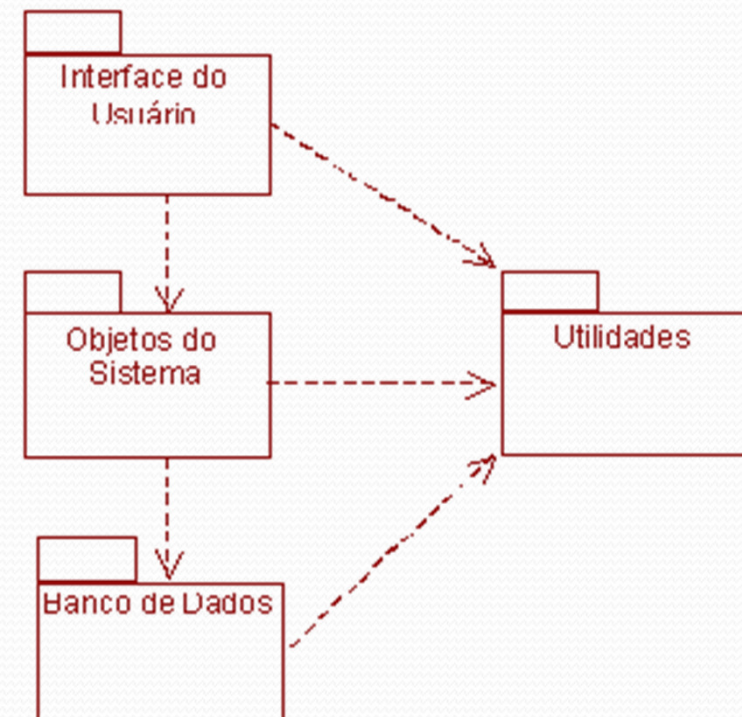 Interface do
Usuário
Objetos do
Sistema
Utilidades
Banco de Dados